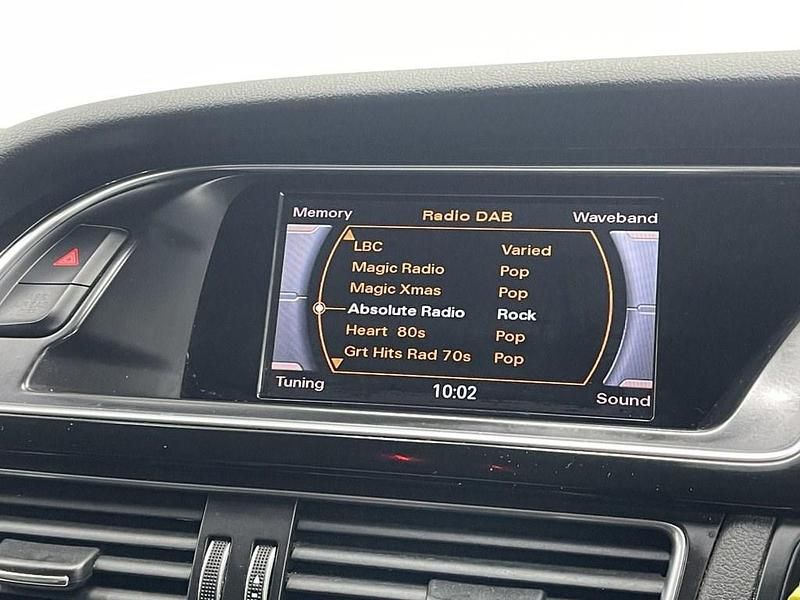 Memory Radio DAB Waveband
LBC Varied
Magic Radio Pop
Magic Xmas Pop
Absolute Radio Rock
Heart 80s Pop
Grt Hits Rad 70s Pop
Tuning 10:02 Sound